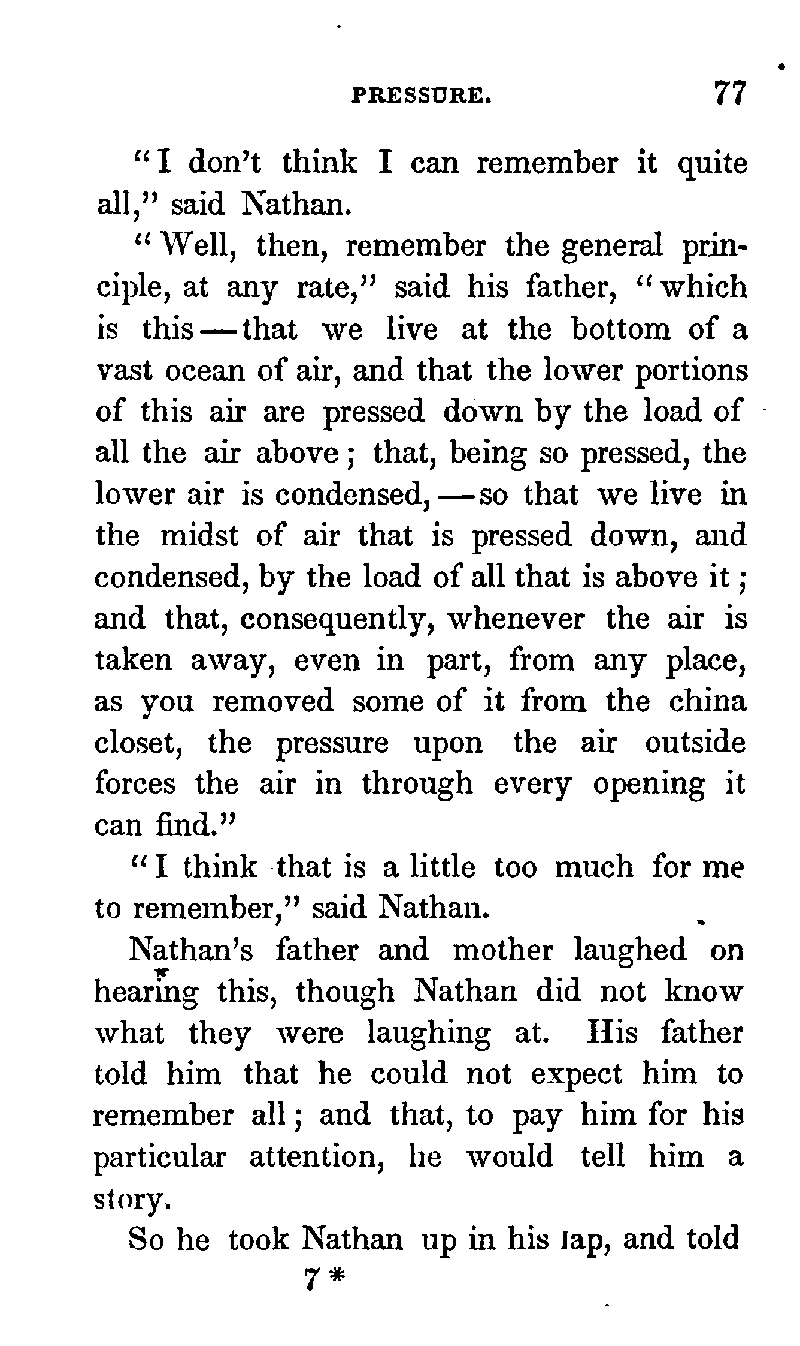 PRESSURE. 77
"I don't think I can remember it quite
all," said Nathan.
"Well, then, remember the general prin-
ciple, at any rate," said his father, "which
is this—that we live at the bottom of a
vast ocean of air, and that the lower portions
of this air are pressed down by the load of
all the air above; that, being so pressed, the
lower air is condensed,—so that we live in
the midst of air that is pressed down, and
condensed, by the load of all that is above it;
and that, consequently, whenever the air is
taken away, even in part, from any place,
as you removed some of it from the china
closet, the pressure upon the air outside
forces the air in through every opening it
can find."
"I think that is a little too much for me
to remember," said Nathan.
Nathan's father and mother laughed on
hearing this, though Nathan did not know
what they were laughing at. His father
told him that he could not expect him to
remember all; and that, to pay him for his
particular attention, he would tell him a
story.
So he took Nathan up in his lap, and told
7*